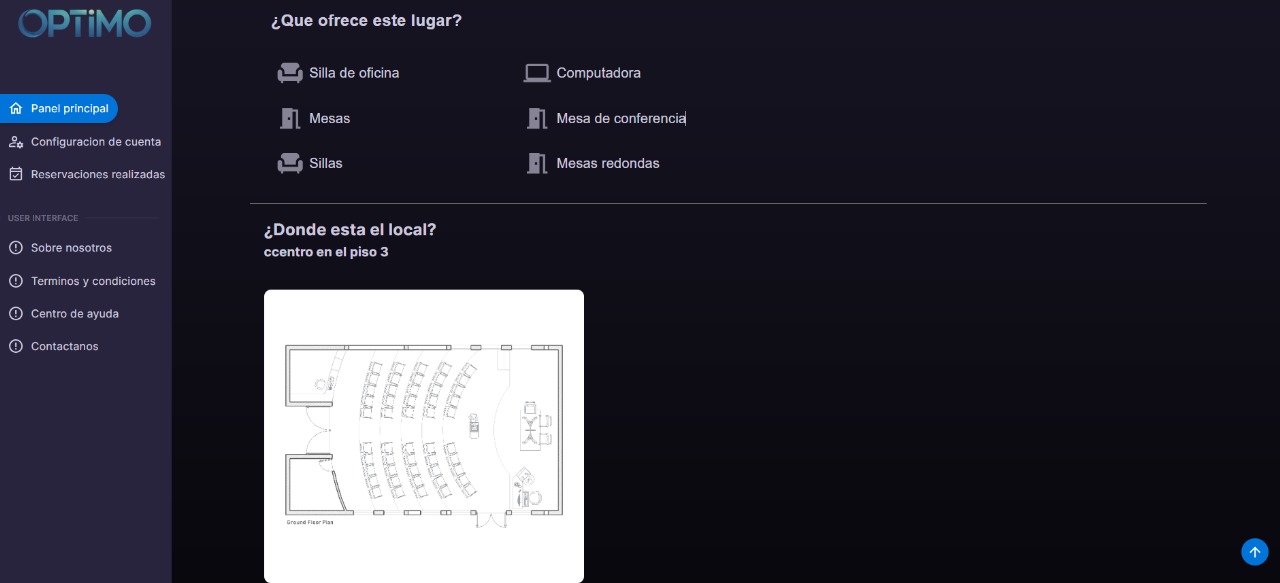 OPTiMO
Panel principal
Configuracion de cuenta
Reservaciones realizadas
USER INTERFACE
Sobre nosotros
Terminos y condiciones
Centro de ayuda
Contactanos
¿Que ofrece este lugar?
Silla de oficina
Computadora
Mesas
Mesa de conferencia
Sillas
Mesas redondas
¿Donde esta el local?
ccentro en el piso 3
Ground Floor Plan